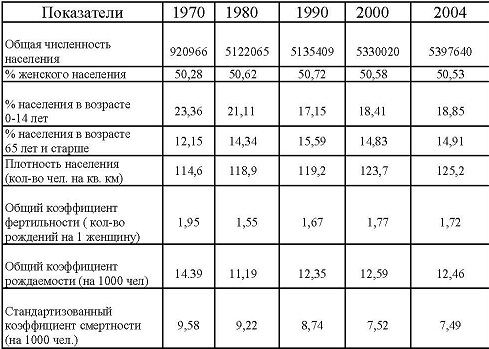 Показатели 1970 1980 1990 2000 2004
Общая численность
населения 920966 5122065 5135409 5330020 5397640
% женского населения 50,28 50,62 50,72 50,58 50,53
% населения в возрасте
0-14 лет 23,36 21,11 17,15 18,41 18,85
% населения в возрасте
65 лет и старше 12,15 14,34 15,59 14,83 14,91
Плотность населения
(кол-во чел. на кв. км) 114,6 118,9 119,2 123,7 125,2
Общий коэффициент
фертильности ( кол-во
рождений на 1 женщину) 1,95 1,55 1,67 1,77 1,72
Общий коэффициент
рождаемости (на 1000 чел) 14.39 11,19 12,35 12,59 12,46
Стандартизованный
коэффициент смертности
(на 1000 чел.) 9,58 9,22 8,74 7,52 7,49